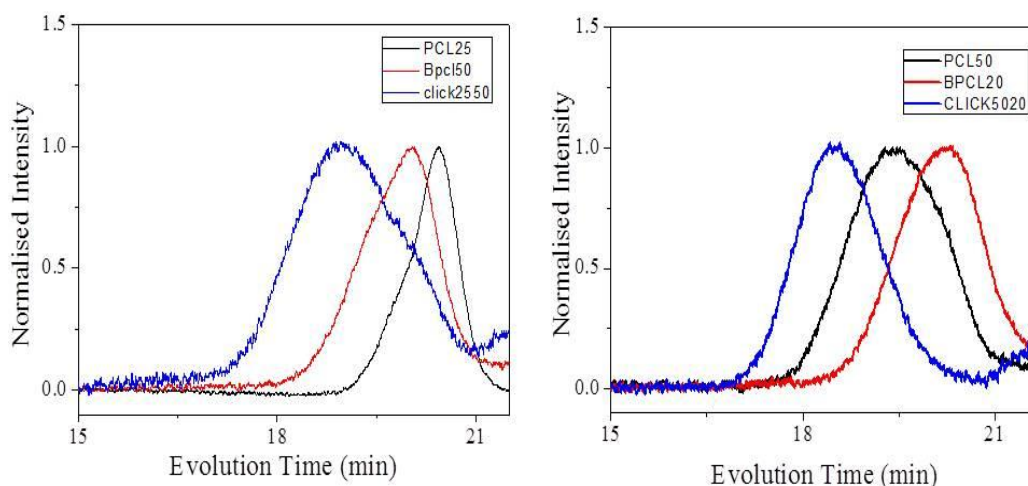 1.5
PCL25
Bpcl50
click2550
1.0
0.5
0.0
15
18
21
Normalised Intensity
Evolution Time (min)
1.5
PCL50
BPCL20
CLICK5020
1.0
0.5
0.0
15
18
21
Normalised Intensity
Evolution Time (min)